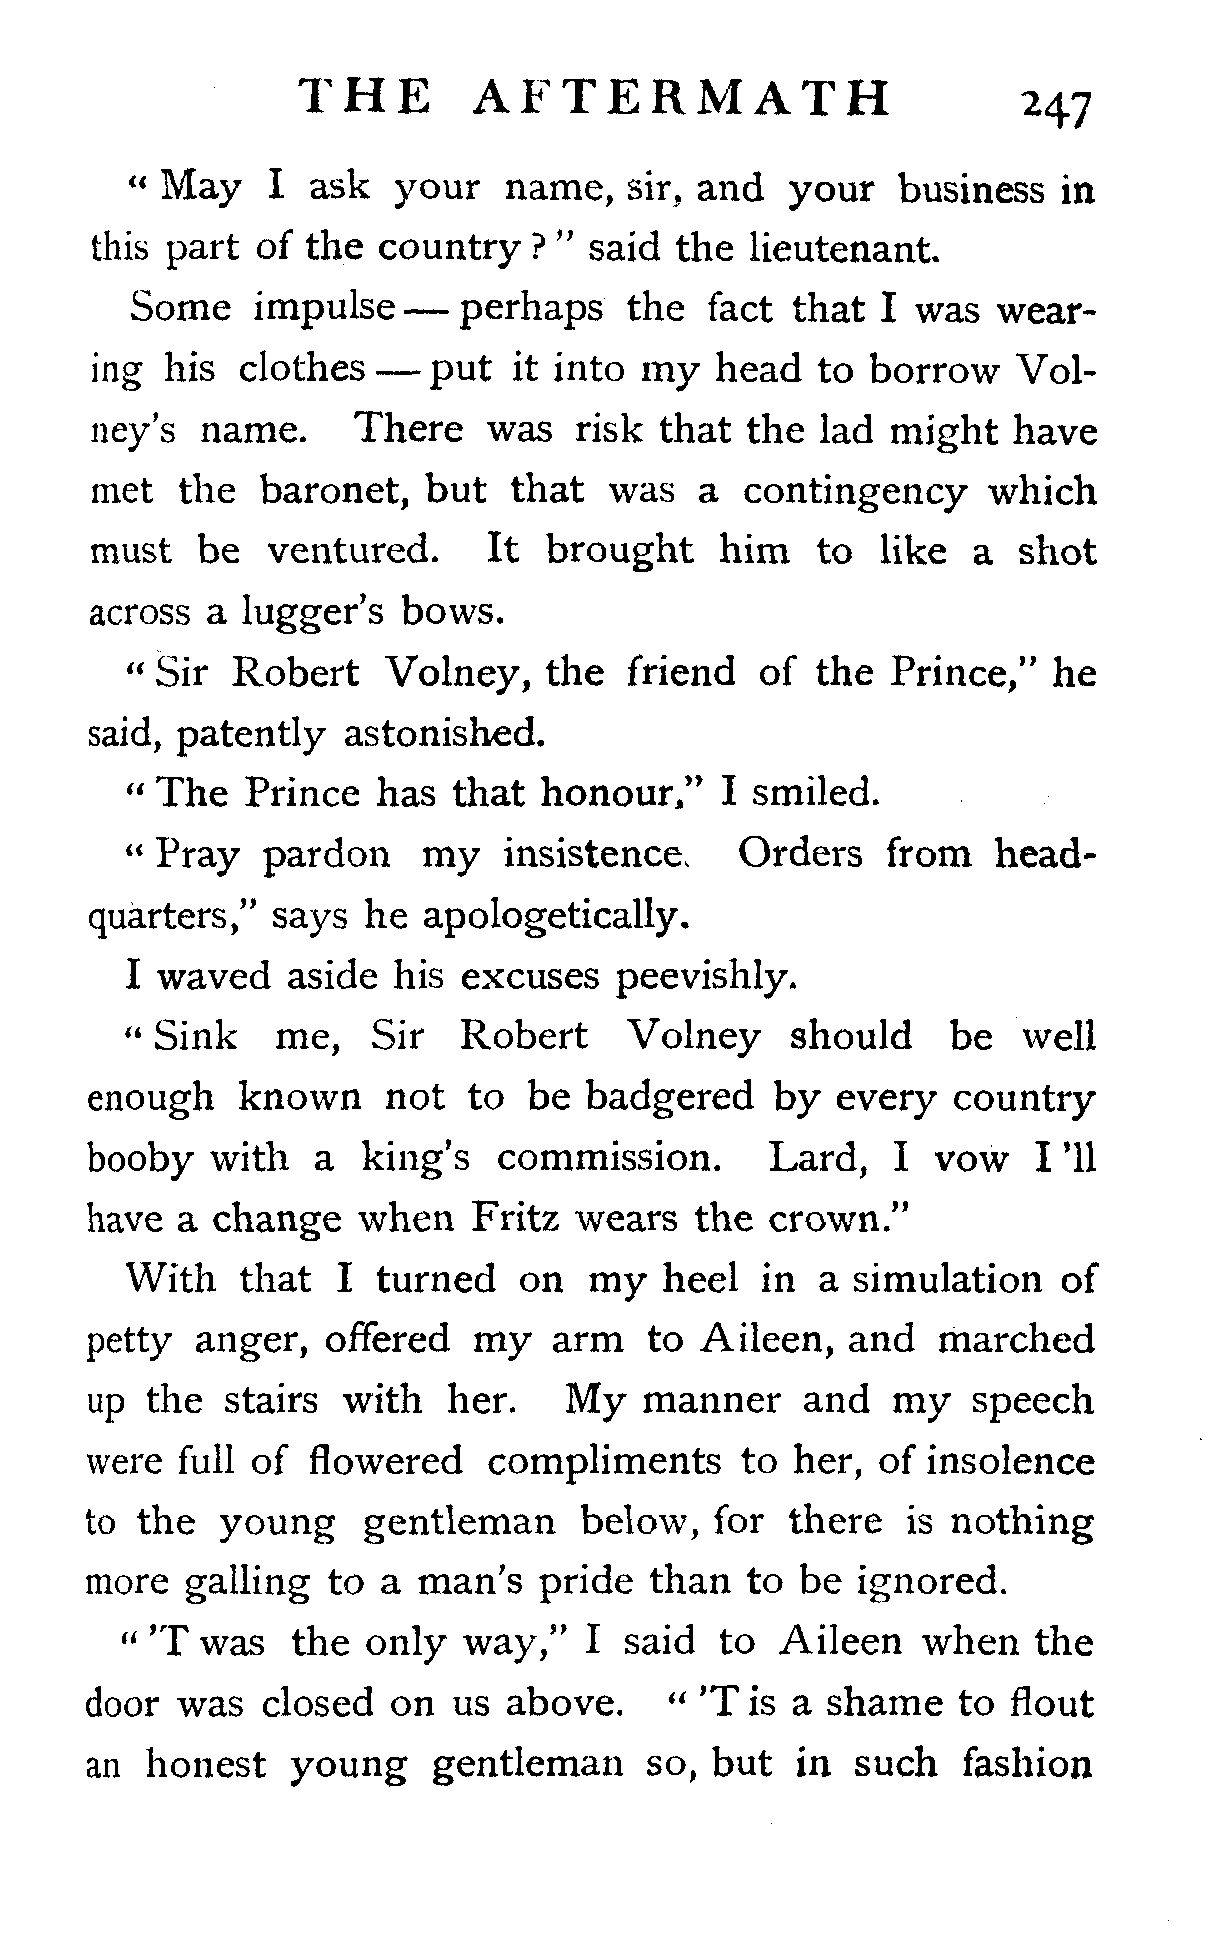 THE AFTERMATH 247
" May I ask your name, sir, and your business in
this part of the country ? " said the lieutenant.
Some impulse — perhaps the fact that I was wear-
ing his clothes — put it into my head to borrow Vol-
ney's name. There was risk that the lad might have
met the baronet, but that was a contingency which
must be ventured. It brought him to like a shot
across a lugger's bows.
" Sir Robert Volney, the friend of the Prince," he
said, patently astonished.
" The Prince has that honour," I smiled.
" Pray pardon my insistence. Orders from head-
quarters," says he apologetically.
I waved aside his excuses peevishly.
" Sink me, Sir Robert Volney should be well
enough known not to be badgered by every country
booby with a king's commission. Lard, I vow I 'll
have a change when Fritz wears the crown."
With that I turned on my heel in a simulation of
petty anger, offered my arm to Aileen, and marched
up the stairs with her. My manner and my speech
were full of flowered compliments to her, of insolence
to the young gentleman below, for there is nothing
more galling to a man's pride than to be ignored.
" 'T was the only way," I said to Aileen when the
door was closed on us above. " 'T is a shame to flout
an honest young gentleman so, but in such fashion